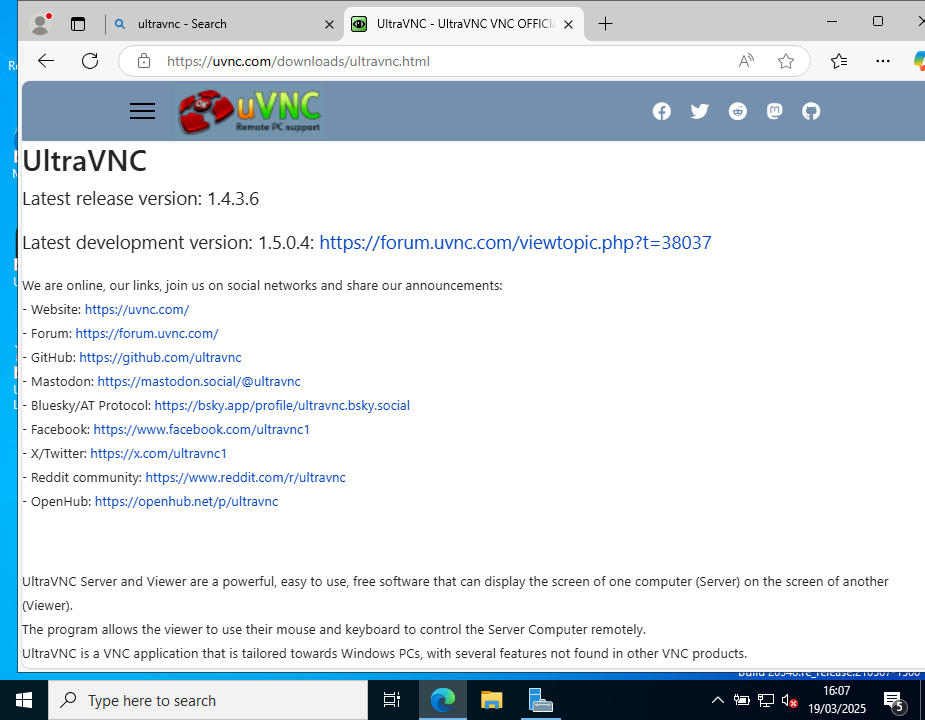 ultravnc - Search
UltraVNC - UltraVNC VNC OFFICI
https://uvnc.com/downloads/ultravnc.html
uVNC
Remote PC support
UltraVNC
Latest release version: 1.4.3.6
Latest development version: 1.5.0.4: https://forum.uvnc.com/viewtopic.php?t=38037
We are online, our links, join us on social networks and share our announcements:
- Website: https://uvnc.com/
- Forum: https://forum.uvnc.com/
- GitHub: https://github.com/ultravnc
- Mastodon: https://mastodon.social/@ultravnc
- Bluesky/AT Protocol: https://bsky.app/profile/ultravnc.bsky.social
- Facebook: https://www.facebook.com/ultravnc1
- X/Twitter: https://x.com/ultravnc1
- Reddit community: https://www.reddit.com/r/ultravnc
- OpenHub: https://openhub.net/p/ultravnc
UltraVNC Server and Viewer are a powerful, easy to use, free software that can display the screen of one computer (Server) on the screen of another
(Viewer).
The program allows the viewer to use their mouse and keyboard to control the Server Computer remotely.
UltraVNC is a VNC application that is tailored towards Windows PCs, with several features not found in other VNC products.
Type here to search
16:07
19/03/2025
5